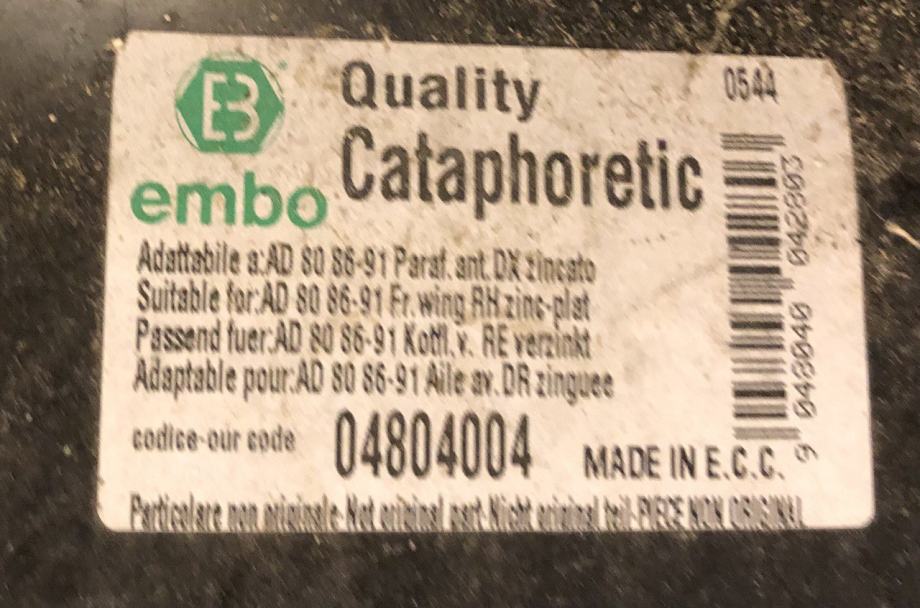 EB
embo
Quality
Cataphoretic
0544
Adattabile a:AD 80 86-91 Paraf.ant.DX zincato
Suitable for:AD 80 86-91 Fr.wing RH zinc-plat
Passend fuer:AD 80 86-91 Kotfl.v. RE verzinkt
Adaptable pour:AD 80 86-91 Aile av.DR zinguee
codice-our code 04804004 MADE IN E.C.C.
Particolare non originale-Not original part-Nicht original teil-PIECE NON ORIGINAL
9 048040 042803